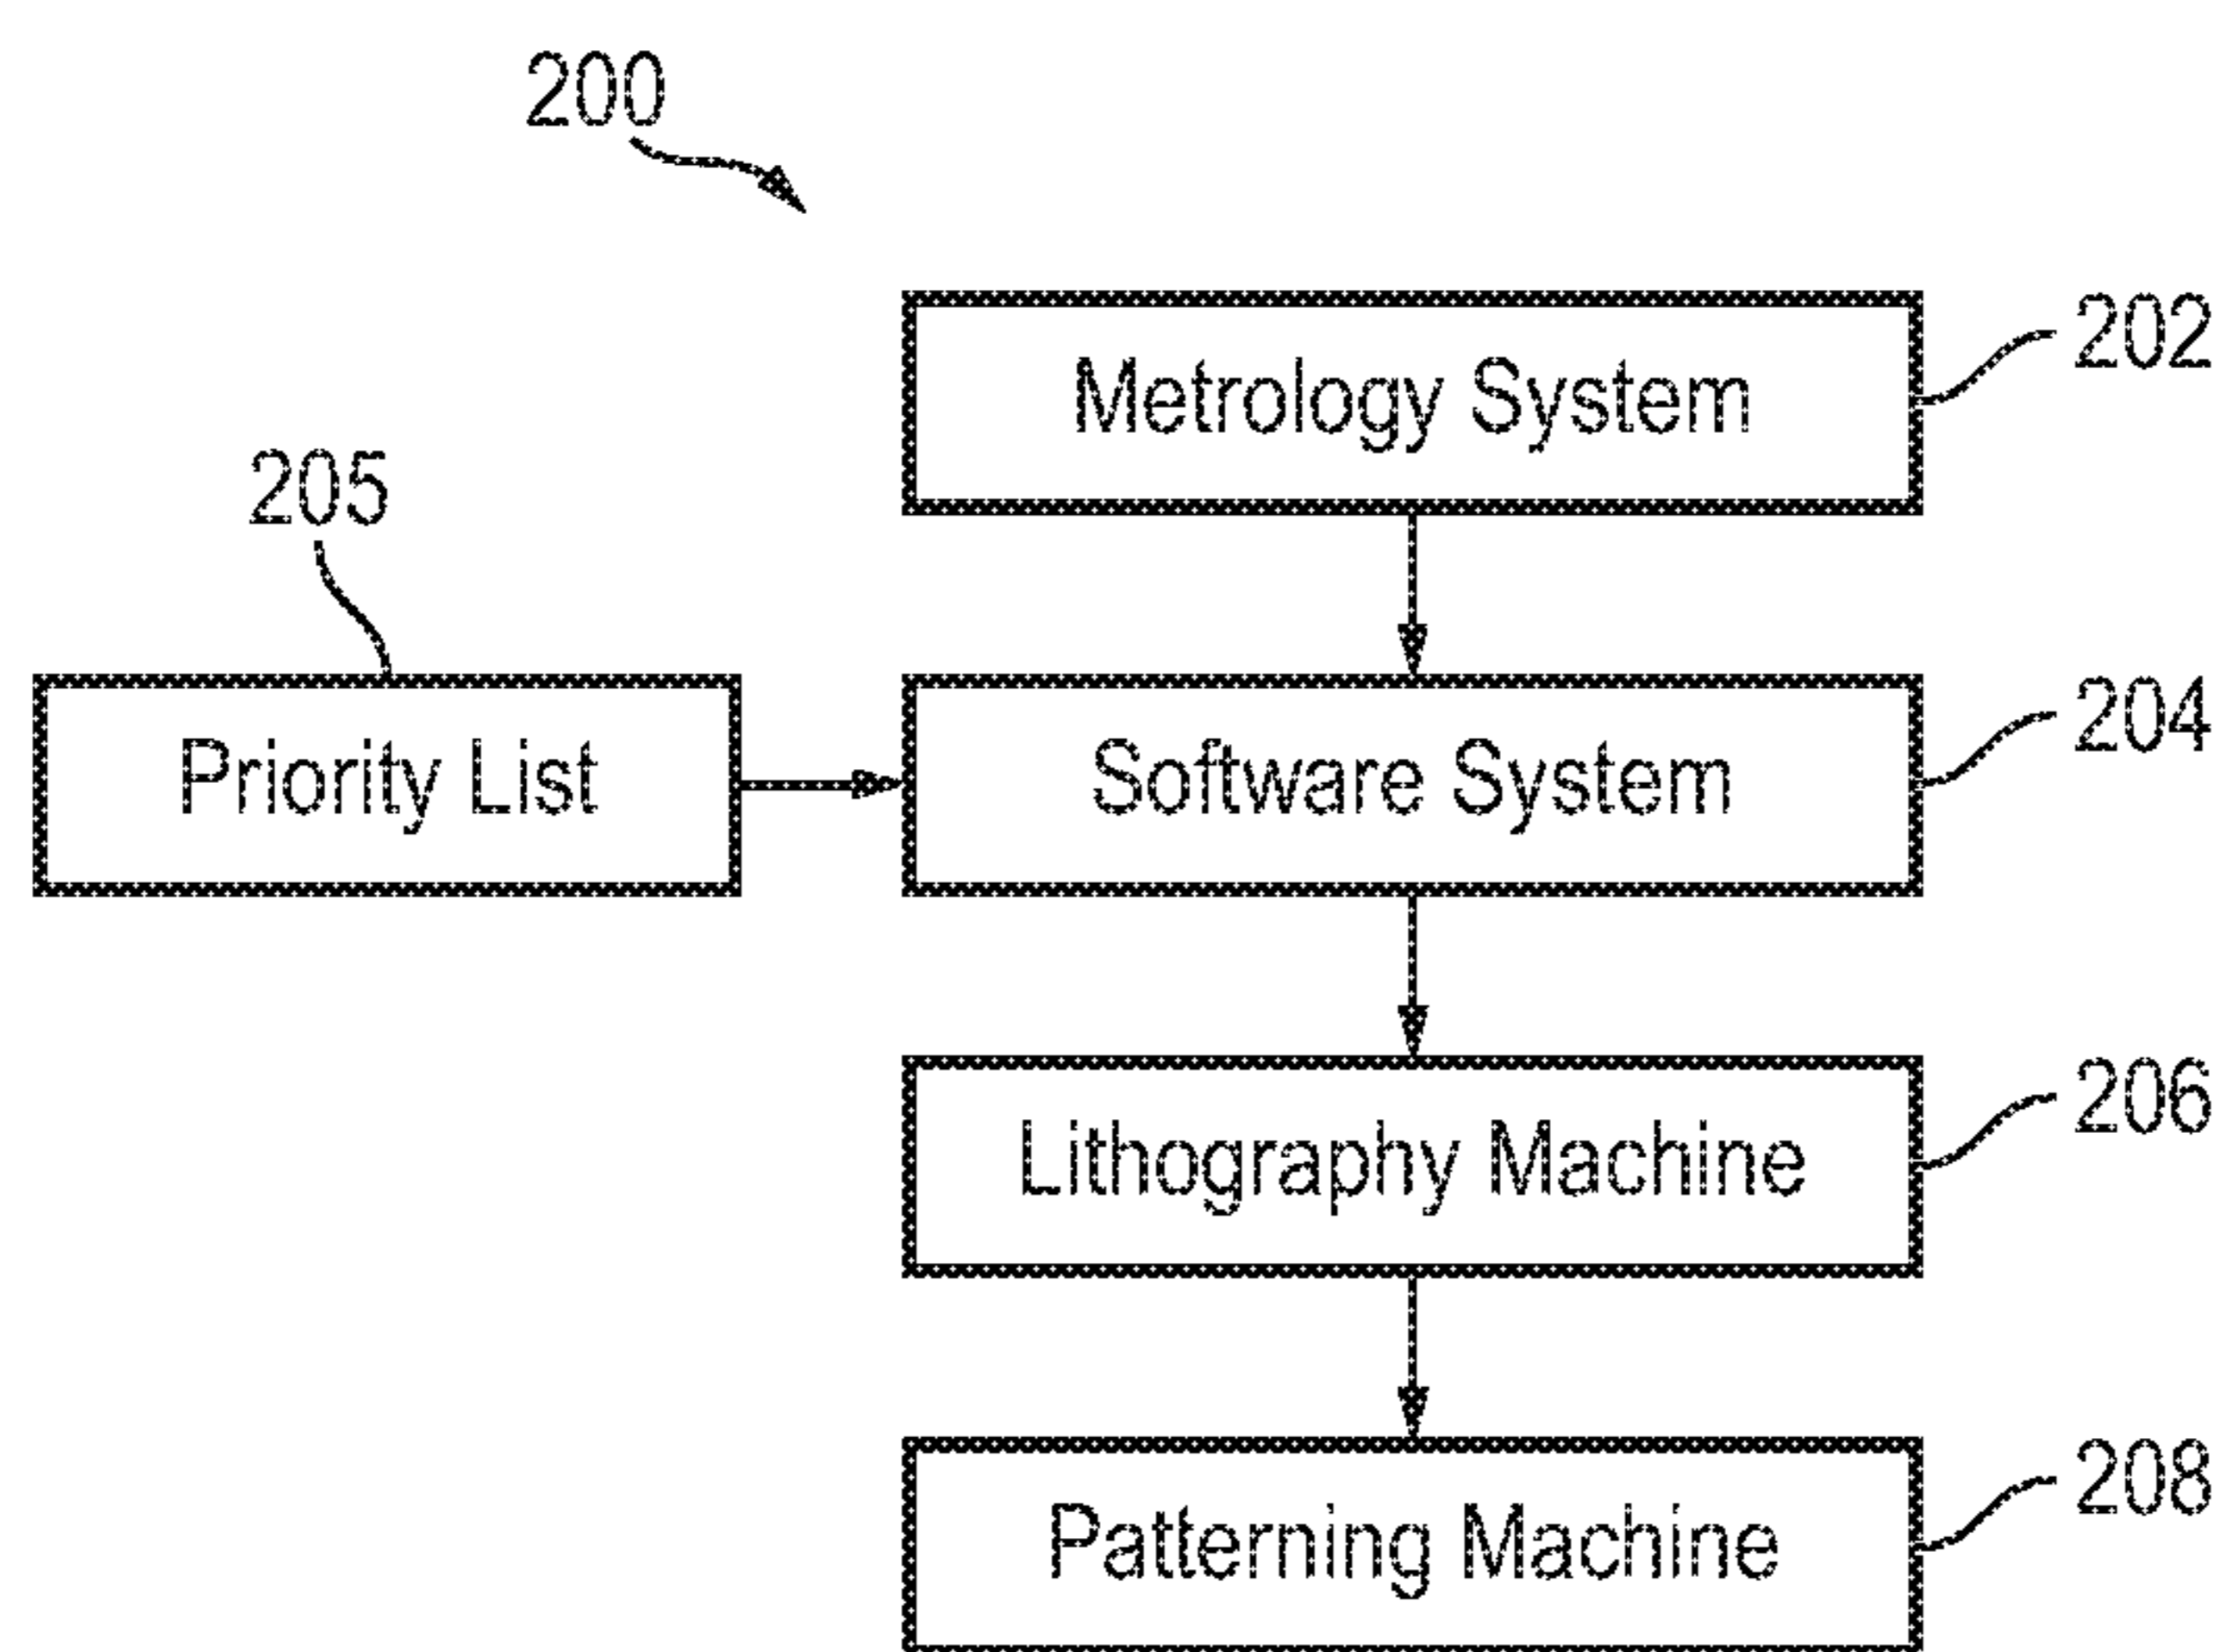 200
Metrology System
202
205
Priority List
Software System
204
Lithography Machine
206
Patterning Machine
208